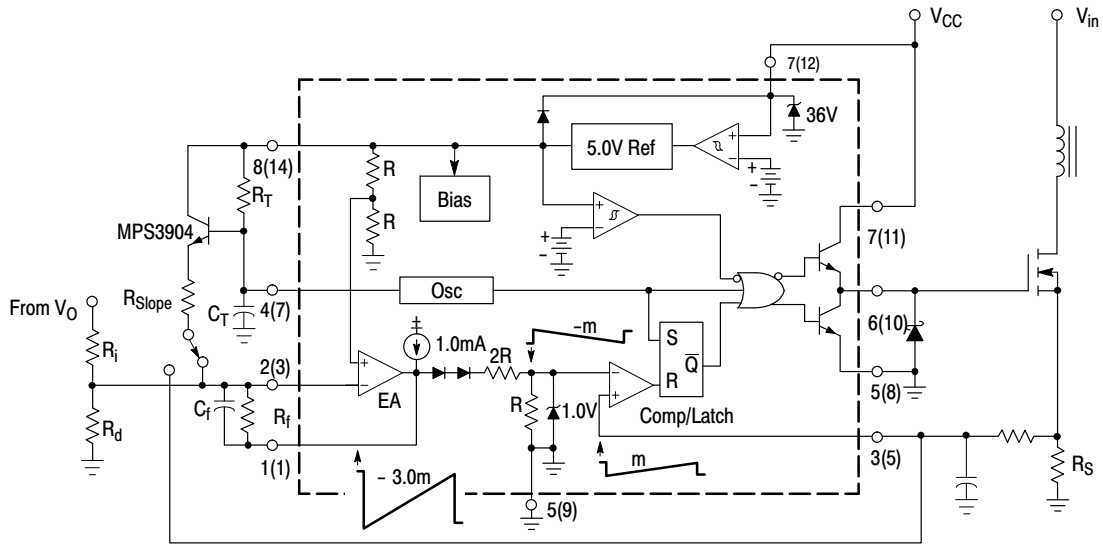 V_CC
V_in
7(12)
36V
5.0V Ref
+
−
+
−
8(14)
R
R_T
Bias
R
MPS3904
+
−
+
−
7(11)
R_Slope
Osc
4(7)
C_T
From V_O
6(10)
1.0mA
−m
S
Q
R_i
2(3)
+
−
EA
2R
−
+
R
5(8)
C_f
R_f
R
1.0V
Comp/Latch
R_d
1(1)
3(5)
m
R_S
− 3.0m
5(9)